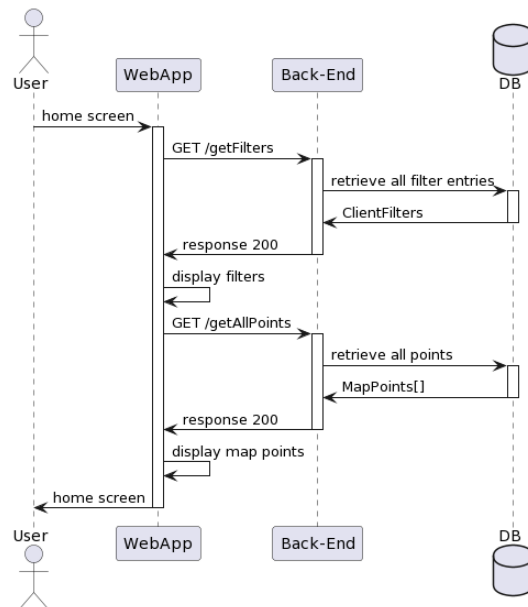 User
WebApp
Back-End
DB
home screen
GET /getFilters
retrieve all filter entries
ClientFilters
response 200
display filters
GET /getAllPoints
retrieve all points
MapPoints[]
response 200
display map points
home screen
User
WebApp
Back-End
DB